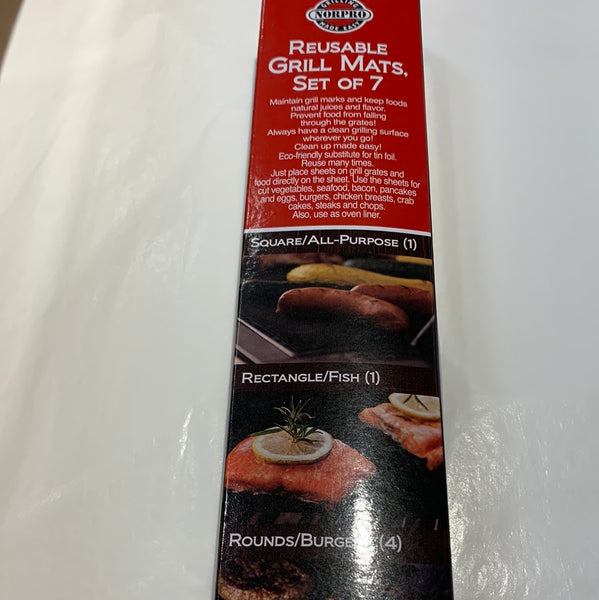 GRILLING
NORPRO
MADE EASY
REUSABLE
GRILL MATS,
SET OF 7
Maintain grill marks and keep foods
natural juices and flavor.
Prevent food from falling
through the grates!
Always have a clean grilling surface
wherever you go!
Clean up made easy!
Eco-friendly substitute for tin foil.
Reuse many times.
Just place sheets on grill grates and
food directly on the sheet. Use the sheets for
cut vegetables, seafood, bacon, pancakes
and eggs, burgers, chicken breasts, crab
cakes, steaks and chops.
Also, use as oven liner.
SQUARE/ALL-PURPOSE (1)
RECTANGLE/FISH (1)
ROUNDS/BURGERS (4)